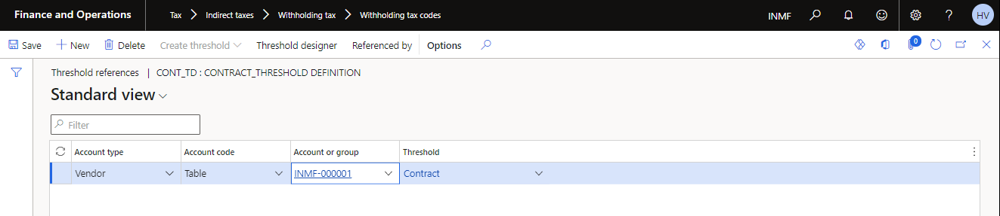 Finance and Operations Tax > Indirect taxes > Withholding tax > Withholding tax codes INMF ? HV
Save + New Delete Create threshold Threshold designer Referenced by Options 0
Threshold references | CONT_TD : CONTRACT_THRESHOLD DEFINITION
Standard view
Filter
Account type Account code Account or group Threshold
Vendor Table INMF-000001 Contract